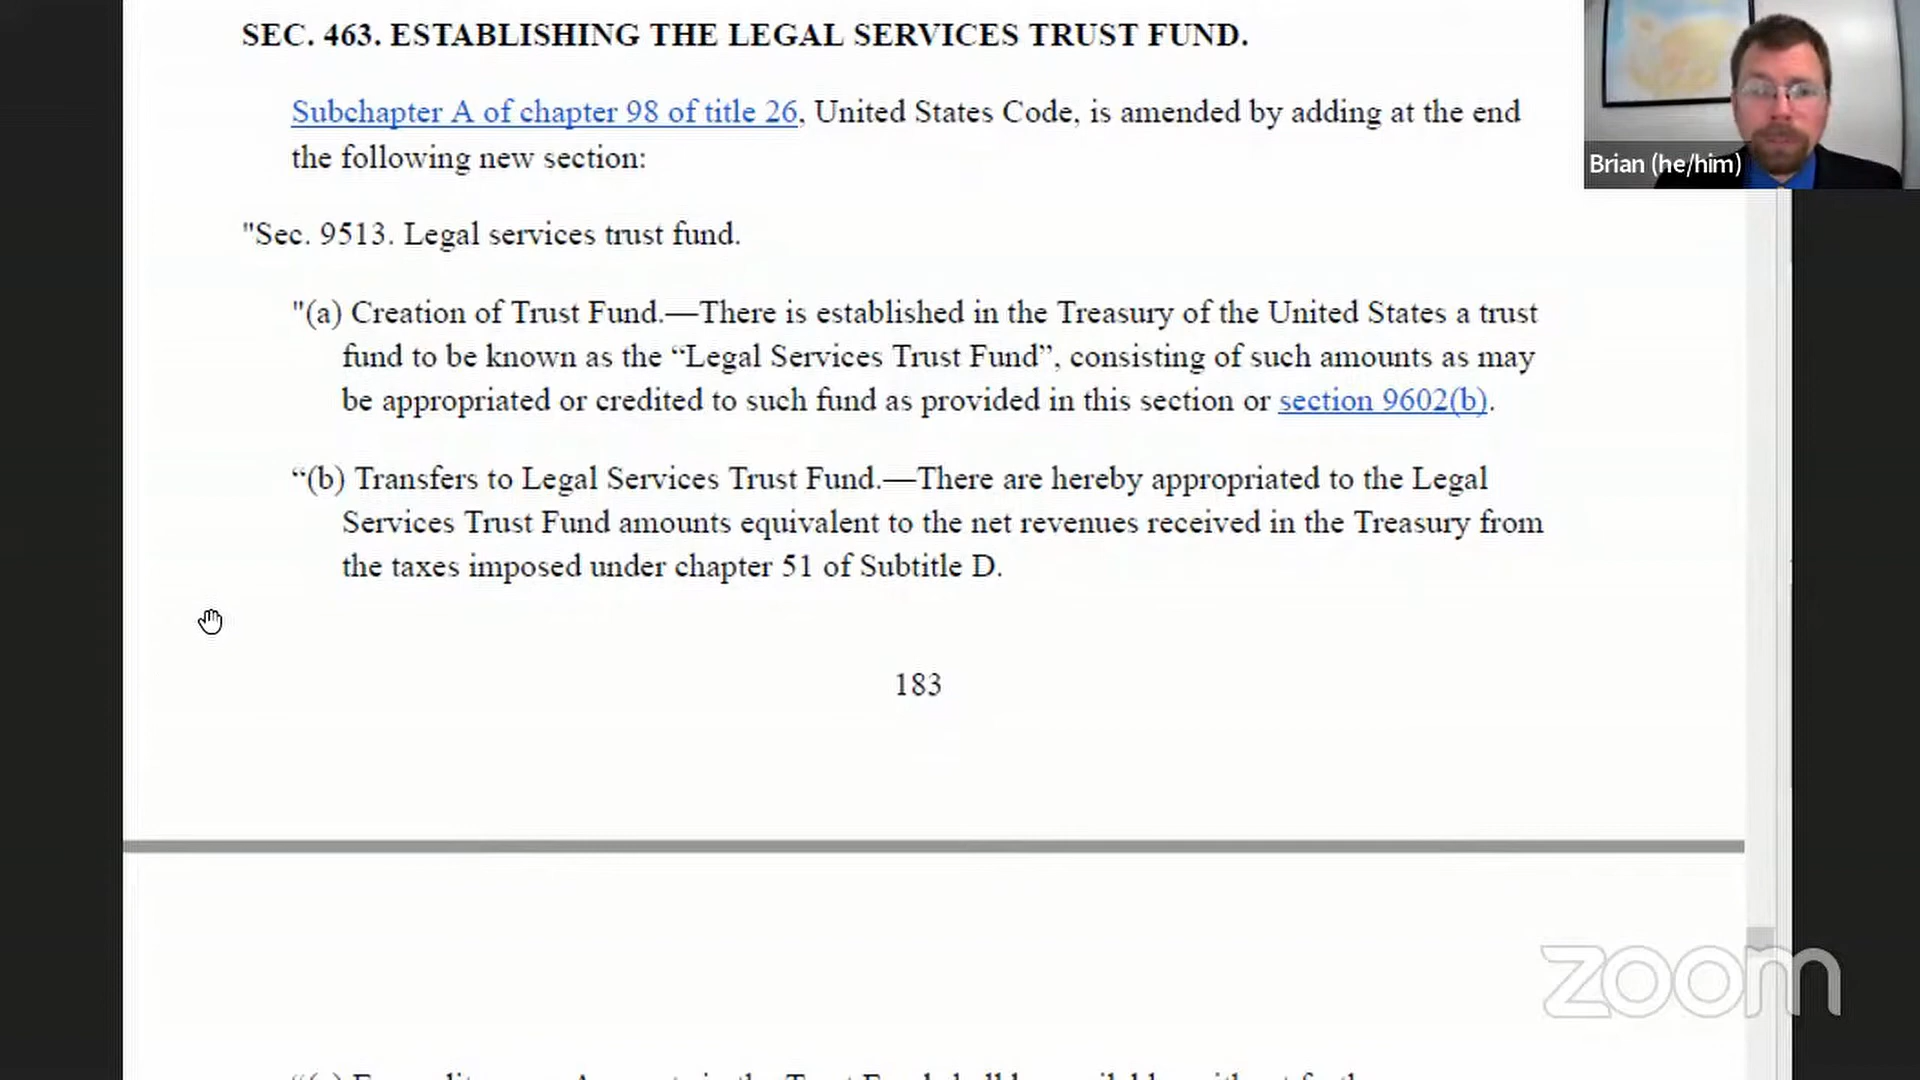 SEC. 463. ESTABLISHING THE LEGAL SERVICES TRUST FUND.
Subchapter A of chapter 98 of title 26, United States Code, is amended by adding at the end
the following new section:
"Sec. 9513. Legal services trust fund.
"(a) Creation of Trust Fund.—There is established in the Treasury of the United States a trust
fund to be known as the “Legal Services Trust Fund”, consisting of such amounts as may
be appropriated or credited to such fund as provided in this section or section 9602(b).
“(b) Transfers to Legal Services Trust Fund.—There are hereby appropriated to the Legal
Services Trust Fund amounts equivalent to the net revenues received in the Treasury from
the taxes imposed under chapter 51 of Subtitle D.
183
Brian (he/him)
zoom